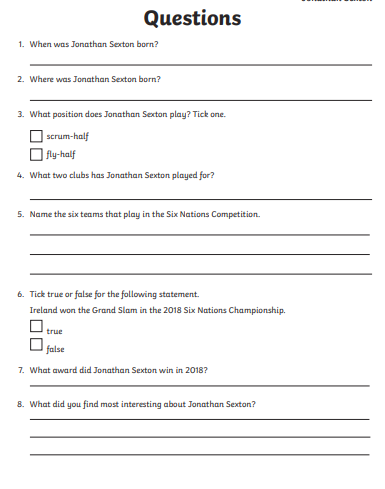 Questions
1. When was Jonathan Sexton born?
2. Where was Jonathan Sexton born?
3. What position does Jonathan Sexton play? Tick one.
scrum-half
fly-half
4. What two clubs has Jonathan Sexton played for?
5. Name the six teams that play in the Six Nations Competition.
6. Tick true or false for the following statement.
Ireland won the Grand Slam in the 2018 Six Nations Championship.
true
false
7. What award did Jonathan Sexton win in 2018?
8. What did you find most interesting about Jonathan Sexton?